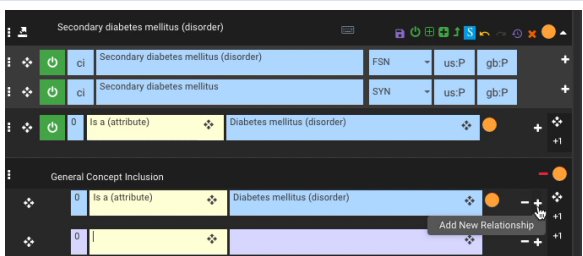 Secondary diabetes mellitus (disorder)
S
ci Secondary diabetes mellitus (disorder) FSN us:P gb:P +
ci Secondary diabetes mellitus SYN us:P gb:P +
0 Is a (attribute) Diabetes mellitus (disorder) +
+1
General Concept Inclusion
0 Is a (attribute) Diabetes mellitus (disorder) - +
Add New Relationship +1
0 - + +1